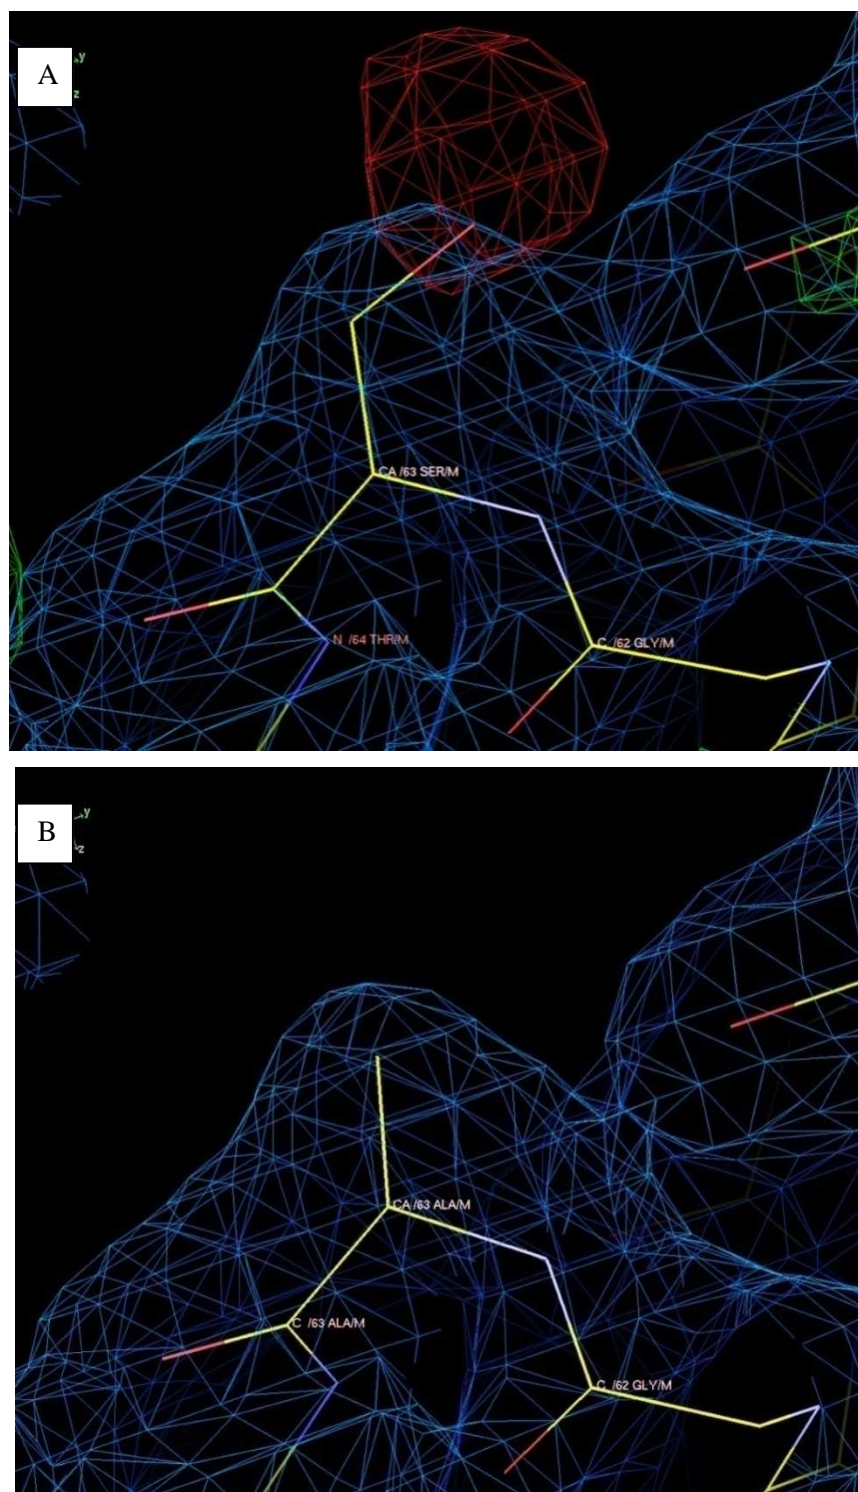 A
y
z
CA /63 SER/M
N /64 THR/M
C /62 GLY/M
B
y
z
CA /63 ALA/M
C /63 ALA/M
C /62 GLY/M